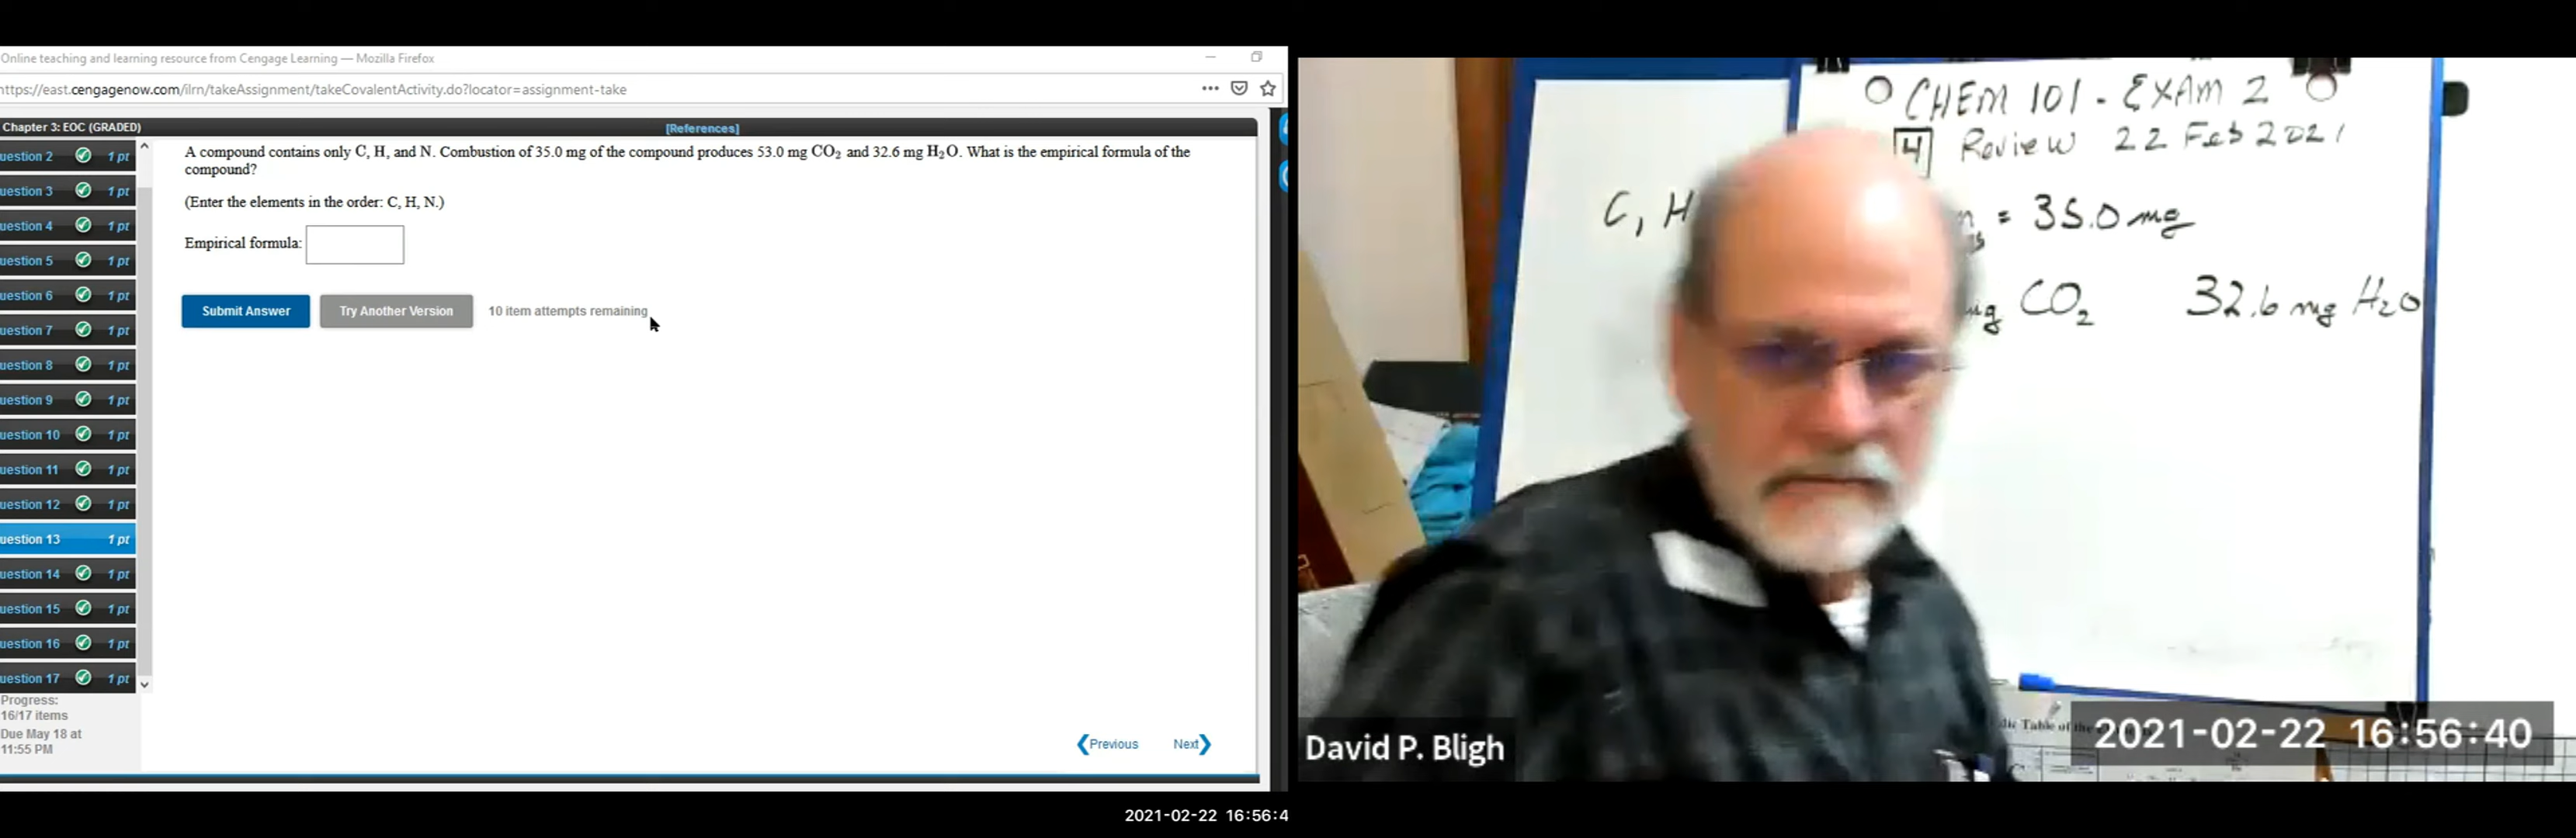 Online teaching and learning resource from Cengage Learning — Mozilla Firefox
ttps://east.cengagenow.com/ilrn/takeAssignment/takeCovalentActivity.do?locator=assignment-take
Chapter 3: EOC (GRADED)
[References]
uestion 2 1 pt
uestion 3 1 pt
uestion 4 1 pt
uestion 5 1 pt
uestion 6 1 pt
uestion 7 1 pt
uestion 8 1 pt
uestion 9 1 pt
uestion 10 1 pt
uestion 11 1 pt
uestion 12 1 pt
uestion 13 1 pt
uestion 14 1 pt
uestion 15 1 pt
uestion 16 1 pt
uestion 17 1 pt
Progress:
16/17 items
Due May 18 at
11:55 PM
A compound contains only C, H, and N. Combustion of 35.0 mg of the compound produces 53.0 mg CO₂ and 32.6 mg H₂O. What is the empirical formula of the
compound?
(Enter the elements in the order: C, H, N.)
Empirical formula:
Submit Answer Try Another Version 10 item attempts remaining
Previous Next
2021-02-22 16:56:4
CHEM 101 - EXAM 2
4 Review 22 Feb 2021
C, H = 35.0 mg
mg CO₂ 32.6 mg H₂O
Table of the
David P. Bligh
2021-02-22 16:56:40